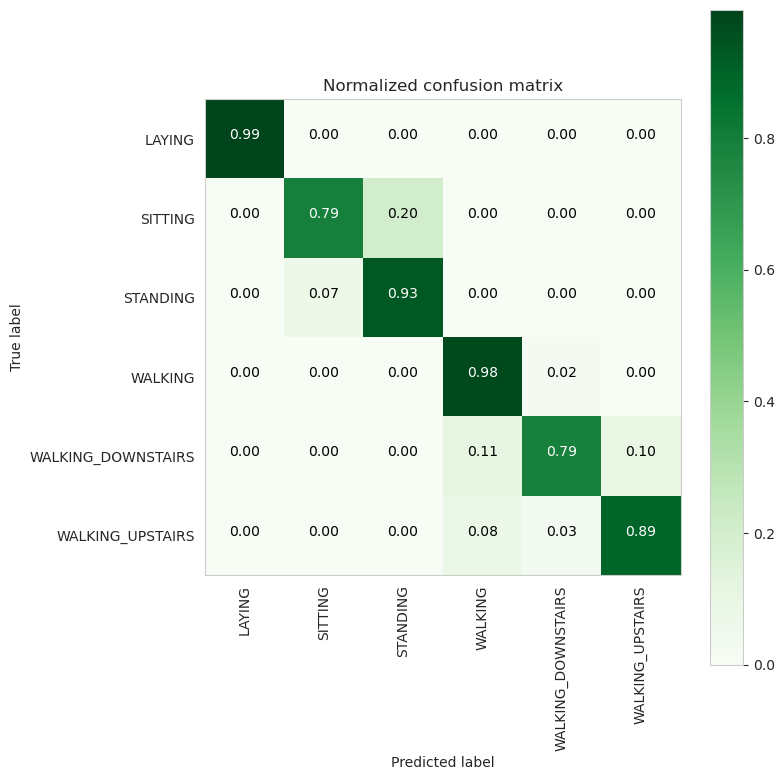 Normalized confusion matrix
True label
LAYING 0.99 0.00 0.00 0.00 0.00 0.00
SITTING 0.00 0.79 0.20 0.00 0.00 0.00
STANDING 0.00 0.07 0.93 0.00 0.00 0.00
WALKING 0.00 0.00 0.00 0.98 0.02 0.00
WALKING_DOWNSTAIRS 0.00 0.00 0.00 0.11 0.79 0.10
WALKING_UPSTAIRS 0.00 0.00 0.00 0.08 0.03 0.89
LAYING
SITTING
STANDING
WALKING
WALKING_DOWNSTAIRS
WALKING_UPSTAIRS
Predicted label
0.8
0.6
0.4
0.2
0.0